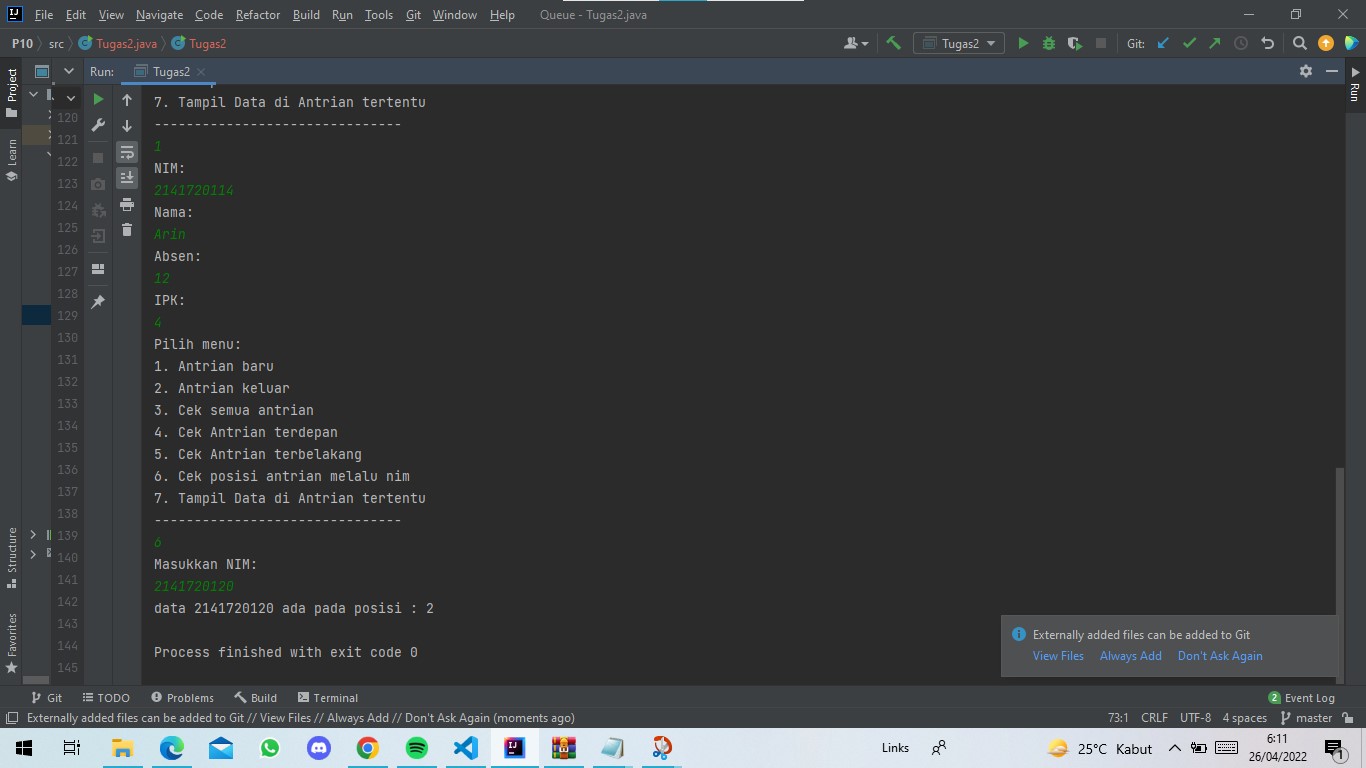 File Edit View Navigate Code Refactor Build Run Tools Git Window Help Queue - Tugas2.java
P10 src Tugas2.java Tugas2 Tugas2 Git:
Run: Tugas2
Project
Learn
Structure
Favorites
Run
7. Tampil Data di Antrian tertentu
-------------------------------
1
NIM:
2141720114
Nama:
Arin
Absen:
12
IPK:
4
Pilih menu:
1. Antrian baru
2. Antrian keluar
3. Cek semua antrian
4. Cek Antrian terdepan
5. Cek Antrian terbelakang
6. Cek posisi antrian melalu nim
7. Tampil Data di Antrian tertentu
-------------------------------
6
Masukkan NIM:
2141720120
data 2141720120 ada pada posisi : 2
Process finished with exit code 0
120
121
122
123
124
125
126
127
128
129
130
131
132
133
134
135
136
137
138
139
140
141
142
143
144
145
Externally added files can be added to Git
View Files Always Add Don't Ask Again
Git TODO Problems Build Terminal 2 Event Log
Externally added files can be added to Git // View Files // Always Add // Don't Ask Again (moments ago) 73:1 CRLF UTF-8 4 spaces master
Links 25°C Kabut 6:11
26/04/2022 1